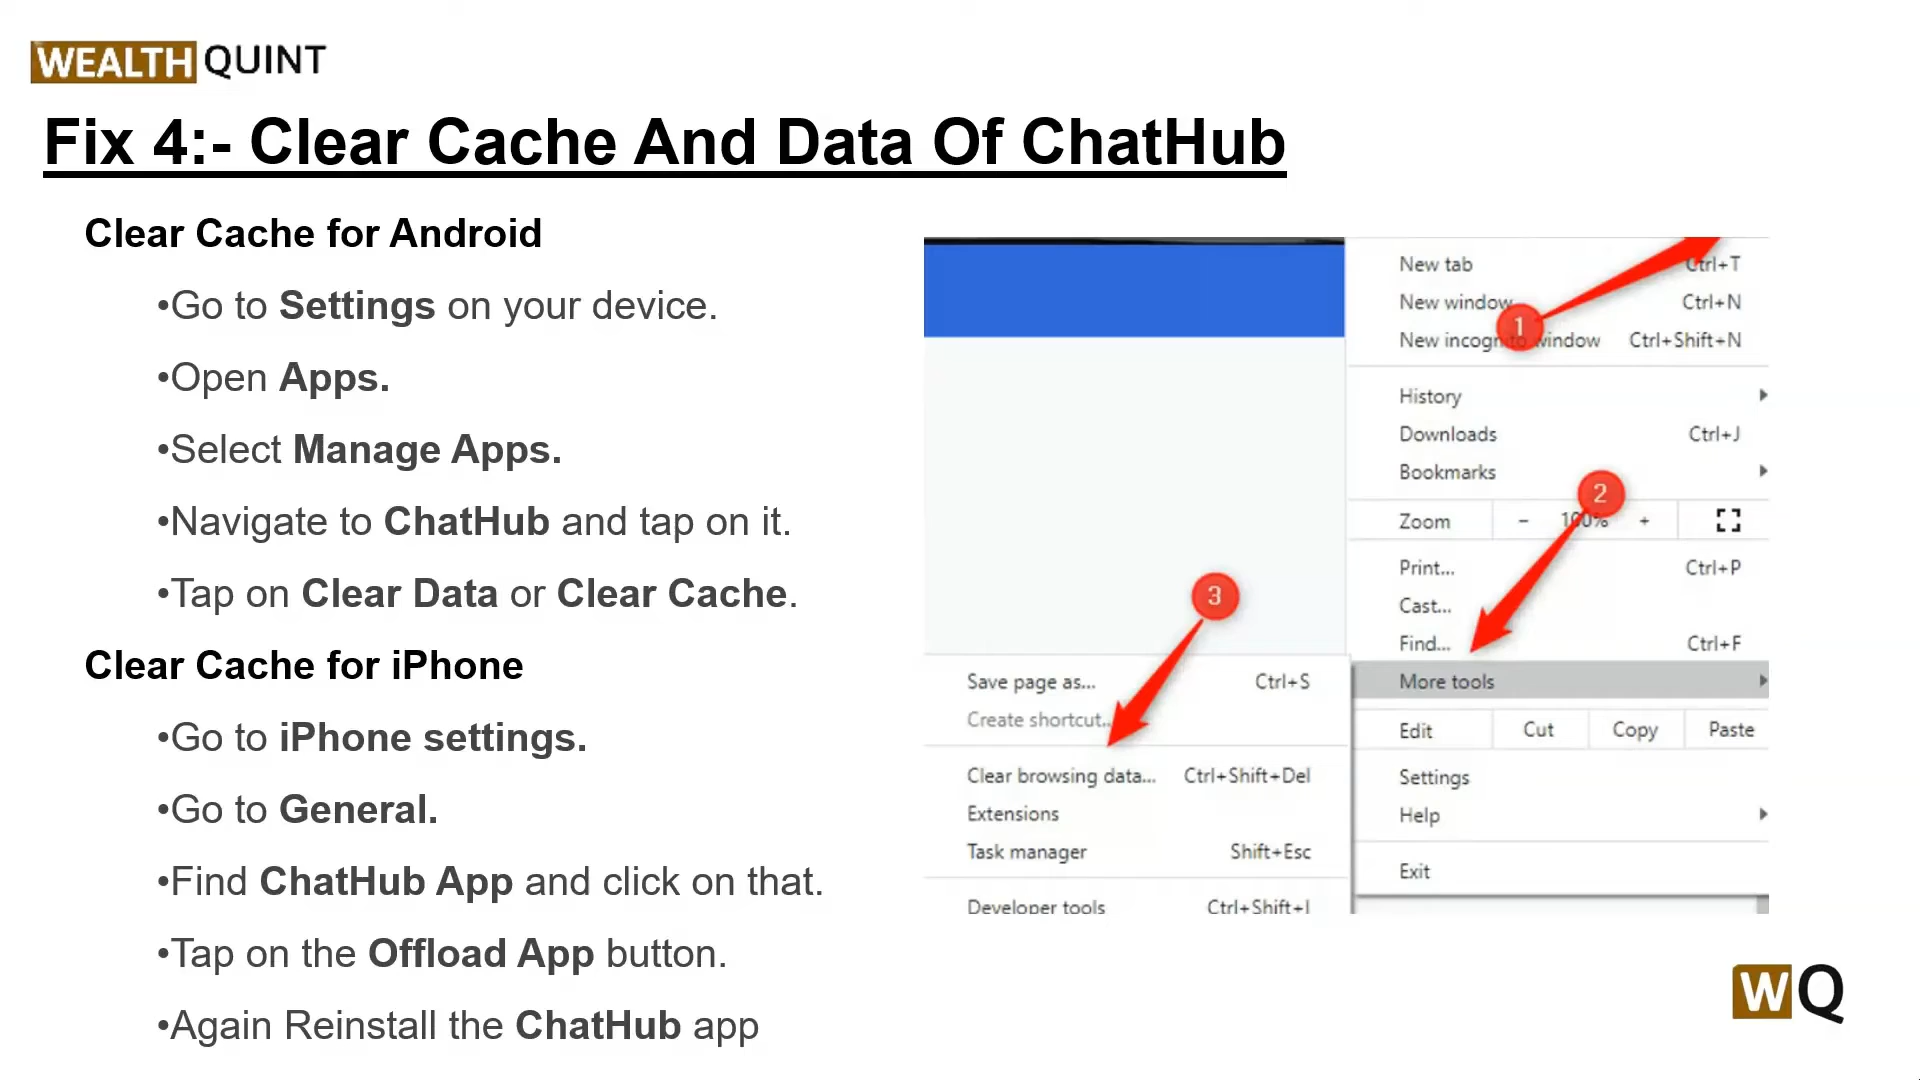 WEALTH QUINT
Fix 4:- Clear Cache And Data Of ChatHub
Clear Cache for Android
•Go to Settings on your device.
•Open Apps.
•Select Manage Apps.
•Navigate to ChatHub and tap on it.
•Tap on Clear Data or Clear Cache.
Clear Cache for iPhone
•Go to iPhone settings.
•Go to General.
•Find ChatHub App and click on that.
•Tap on the Offload App button.
•Again Reinstall the ChatHub app
New tab Ctrl+T
New window Ctrl+N
1
New incognito window Ctrl+Shift+N
History
Downloads Ctrl+J
Bookmarks
2
Zoom - 100% +
Print... Ctrl+P
Cast...
Find... Ctrl+F
More tools
Edit Cut Copy Paste
Settings
Help
Exit
3
Save page as... Ctrl+S
Create shortcut...
Clear browsing data... Ctrl+Shift+Del
Extensions
Task manager Shift+Esc
Developer tools Ctrl+Shift+I
WQ